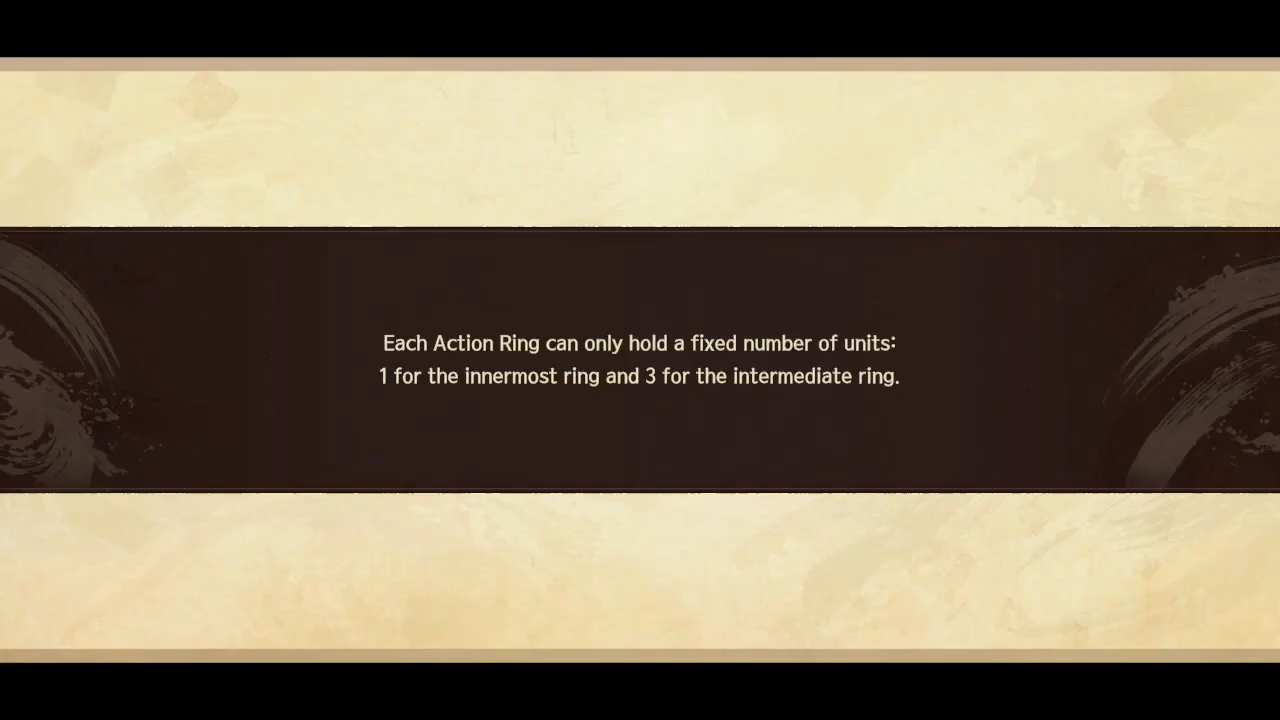 Each Action Ring can only hold a fixed number of units:
1 for the innermost ring and 3 for the intermediate ring.